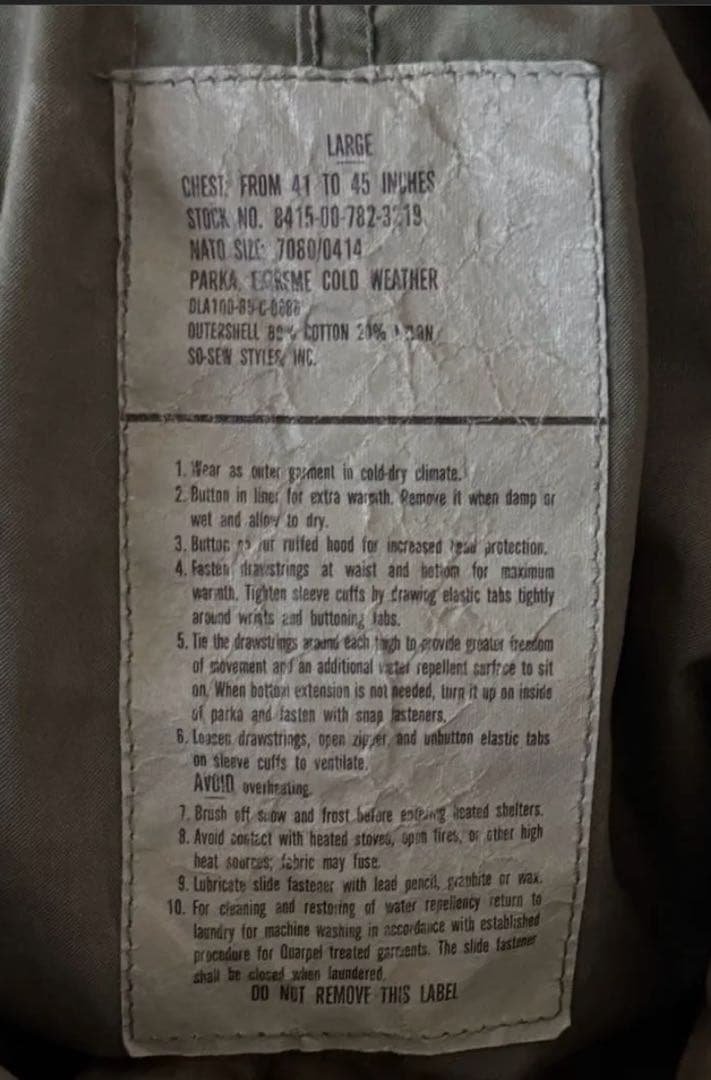 LARGE
CHEST: FROM 41 TO 45 INCHES
STOCK NO. 8415-00-782-3219
NATO SIZE: 7080/0414
PARKA, EXTREME COLD WEATHER
DLA100-85-C-
OUTERSHELL COTTON 20%
SO-SEW STYLES, INC.
1. Wear as outer garment in cold-dry climate.
2. Button in liner for extra warmth. Remove it when damp or
wet and allow to dry.
3. Button on fur ruffed hood for increased head protection.
4. Fasten drawstrings at waist and bottom for maximum
warmth. Tighten sleeve cuffs by drawing elastic tabs tightly
around wrists and buttoning tabs.
5. Tie the drawstrings around each thigh to provide greater freedom
of movement and an additional water repellent surface to sit
on. When bottom extension is not needed, turn it up on inside
of parka and fasten with snap fasteners.
6. Loosen drawstrings, open zipper, and unbutton elastic tabs
on sleeve cuffs to ventilate.
AVOID overheating.
7. Brush off snow and frost before entering heated shelters.
8. Avoid contact with heated stoves, open fires, or other high
heat sources; fabric may fuse.
9. Lubricate slide fastener with lead pencil, graphite or wax.
10. For cleaning and restoring of water repellency return to
laundry for machine washing in accordance with established
procedure for Quarpel treated garments. The slide fastener
shall be closed when laundered.
DO NOT REMOVE THIS LABEL